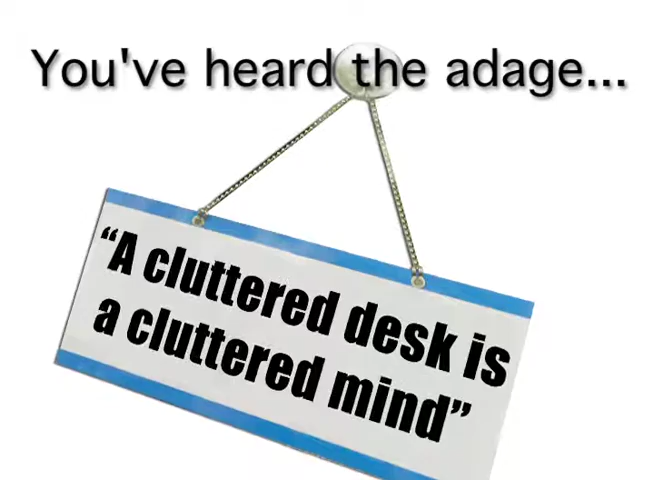 You've heard the adage...
“A cluttered desk is
a cluttered mind”